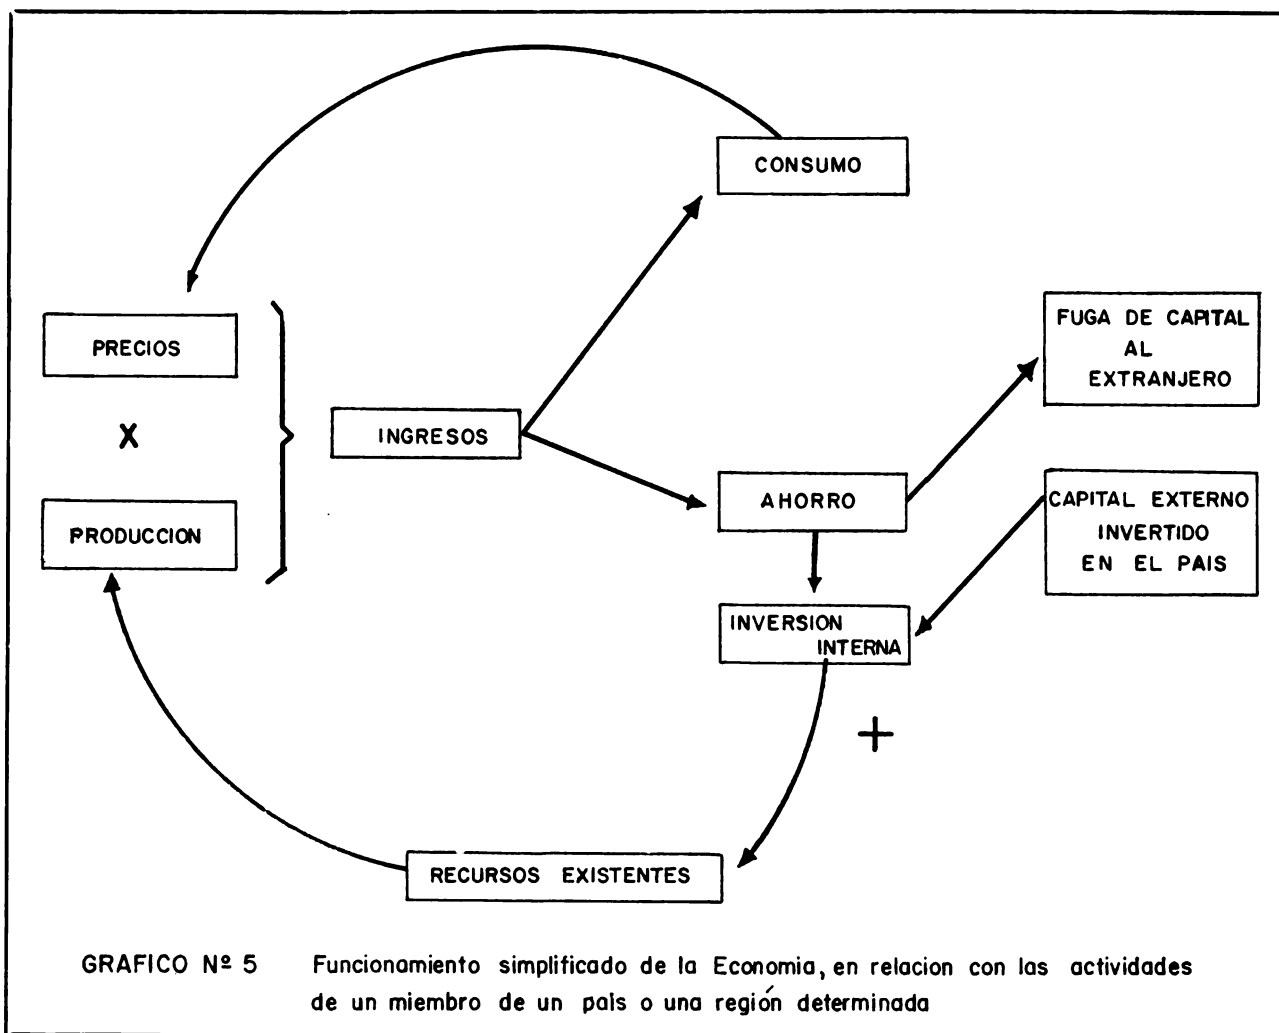 CONSUMO
PRECIOS
X
PRODUCCION
INGRESOS
FUGA DE CAPITAL
AL
EXTRANJERO
AHORRO
CAPITAL EXTERNO
INVERTIDO
EN EL PAIS
INVERSION
INTERNA
+
RECURSOS EXISTENTES
GRAFICO Nº 5 Funcionamiento simplificado de la Economia, en relacion con las actividades
de un miembro de un pais o una región determinada